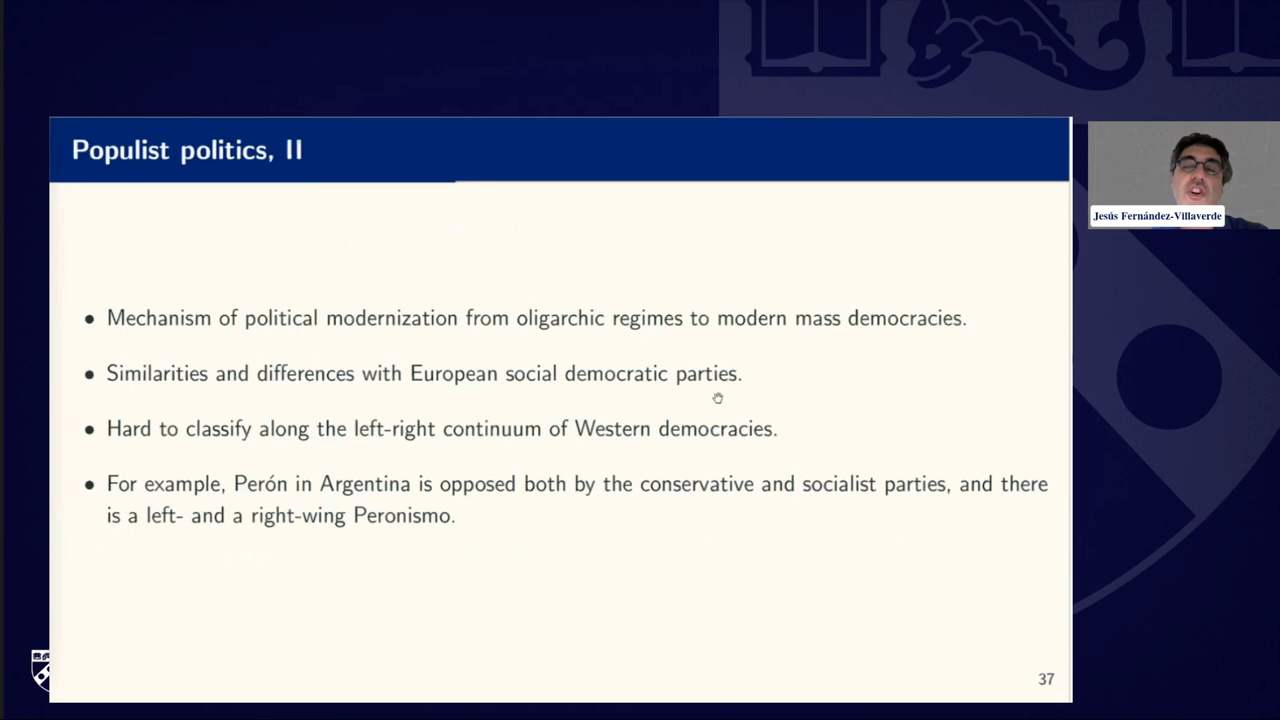 Populist politics, II
Jesús Fernández-Villaverde
• Mechanism of political modernization from oligarchic regimes to modern mass democracies.
• Similarities and differences with European social democratic parties.
• Hard to classify along the left-right continuum of Western democracies.
• For example, Perón in Argentina is opposed both by the conservative and socialist parties, and there
is a left- and a right-wing Peronismo.
37